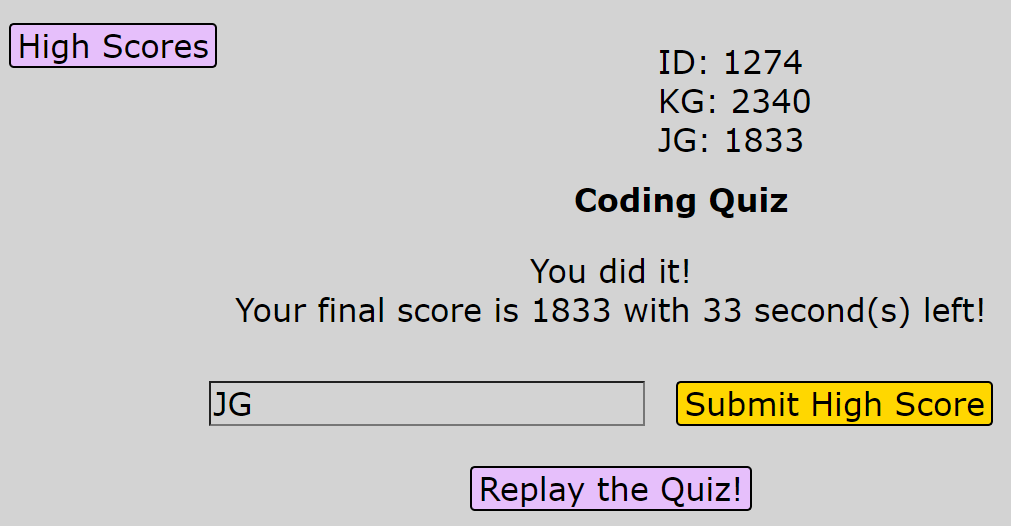 High Scores
ID: 1274
KG: 2340
JG: 1833
Coding Quiz
You did it!
Your final score is 1833 with 33 second(s) left!
JG
Submit High Score
Replay the Quiz!